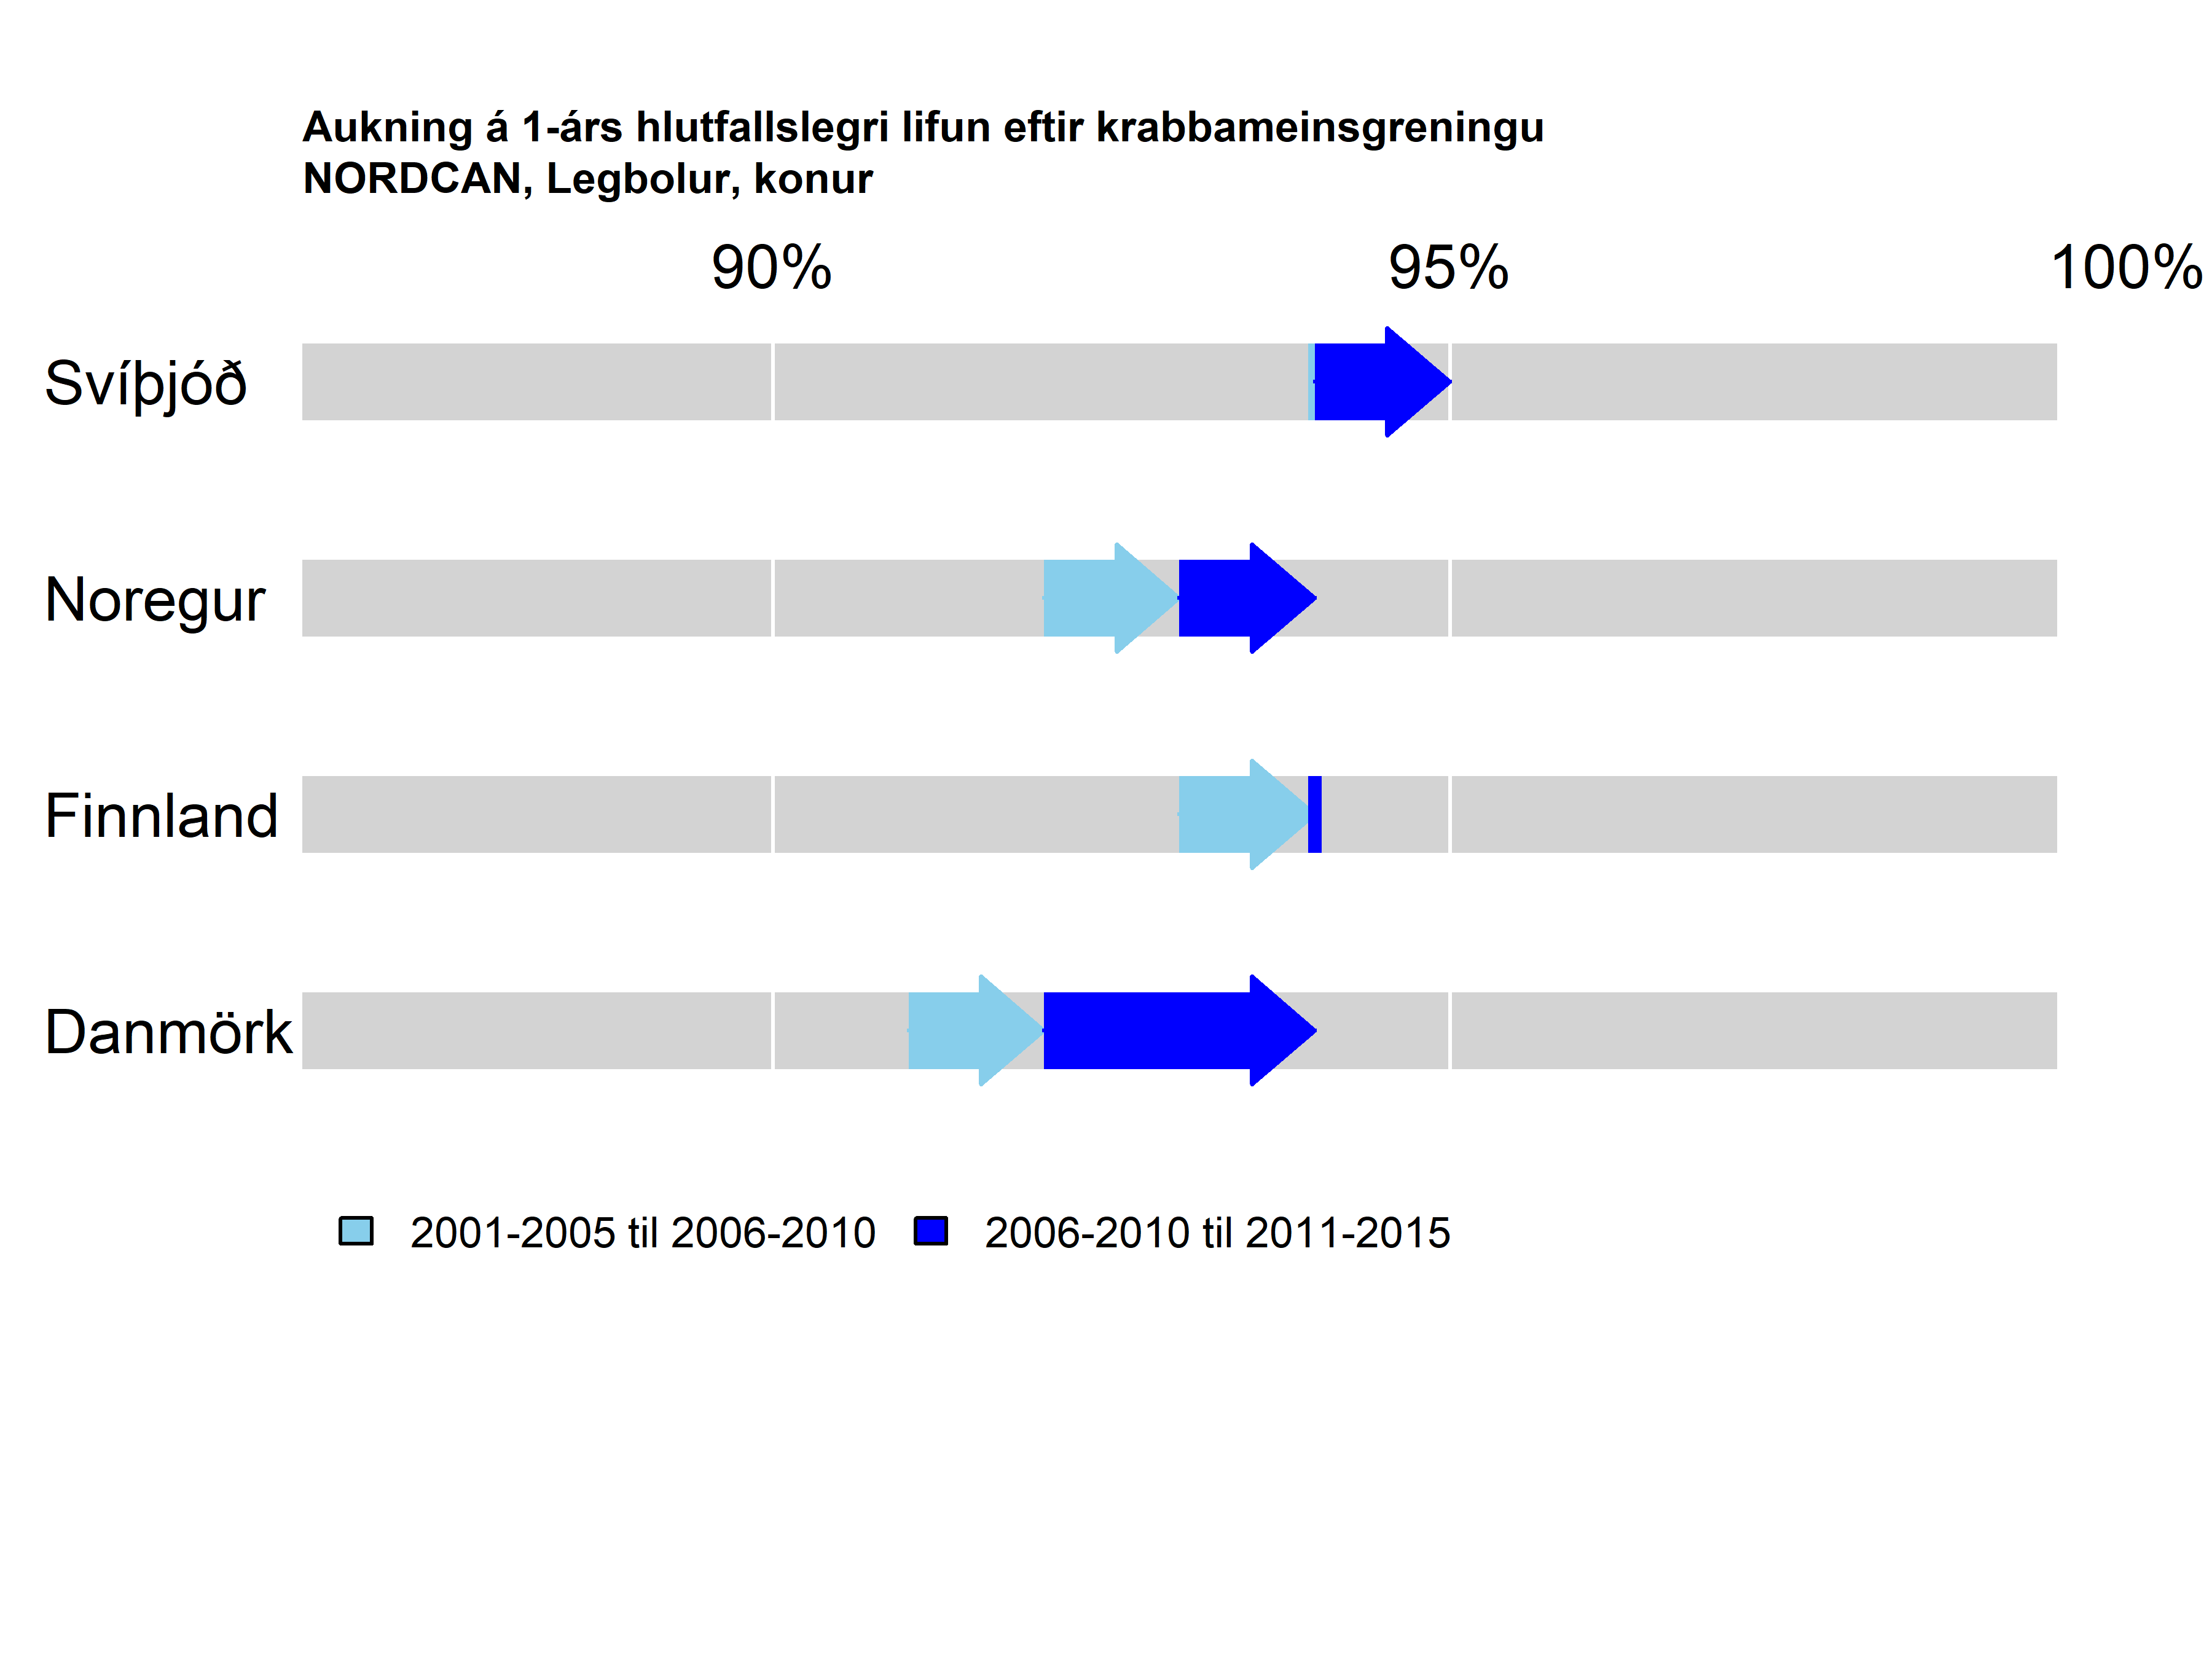 Aukning á 1-árs hlutfallslegri lifun eftir krabbameinsgreningu
NORDCAN, Legbolur, konur
90% 95% 100%
Svíþjóð
Noregur
Finnland
Danmörk
2001-2005 til 2006-2010 2006-2010 til 2011-2015